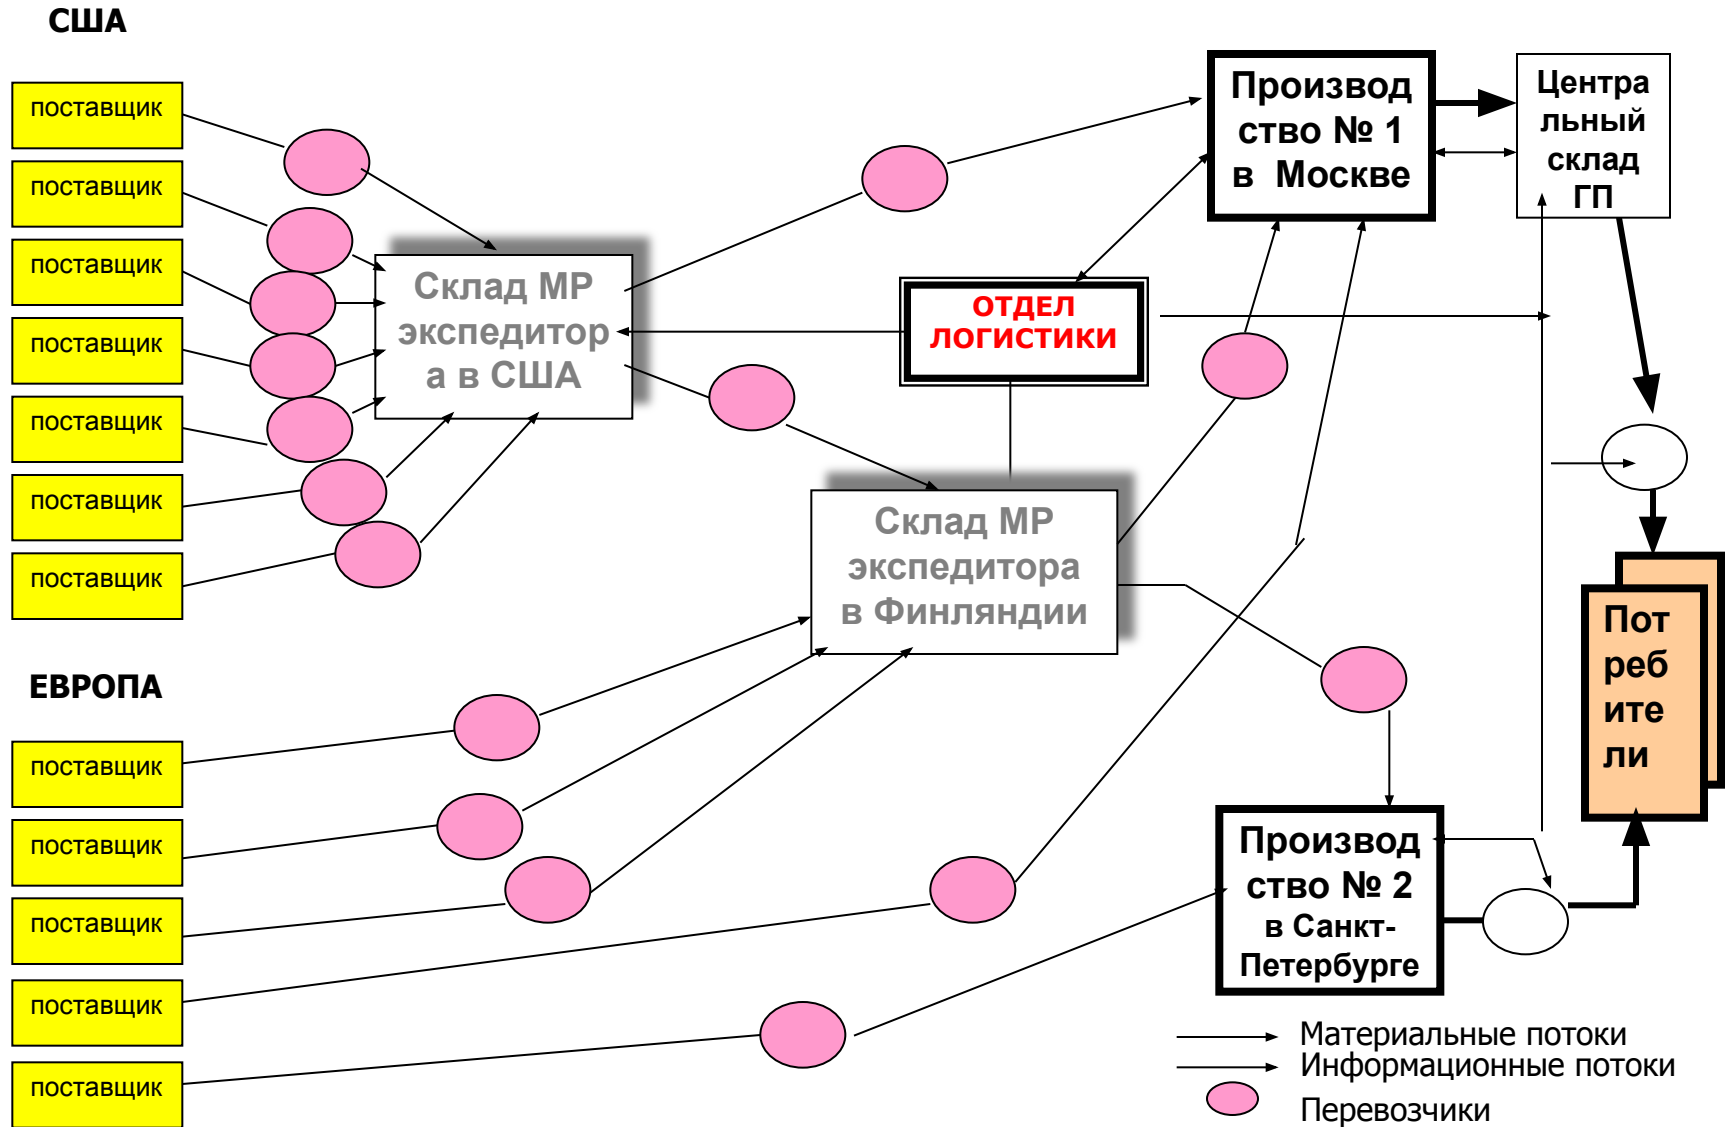 США
поставщик
поставщик
поставщик
поставщик
поставщик
поставщик
поставщик
Склад МР
экспедитор
а в США
ОТДЕЛ
ЛОГИСТИКИ
Производ
ство № 1
в Москве
Центра
льный
склад
ГП
Склад МР
экспедитора
в Финляндии
Пот
реб
ите
ли
ЕВРОПА
поставщик
поставщик
поставщик
поставщик
поставщик
Производ
ство № 2
в Санкт-
Петербурге
Материальные потоки
Информационные потоки
Перевозчики